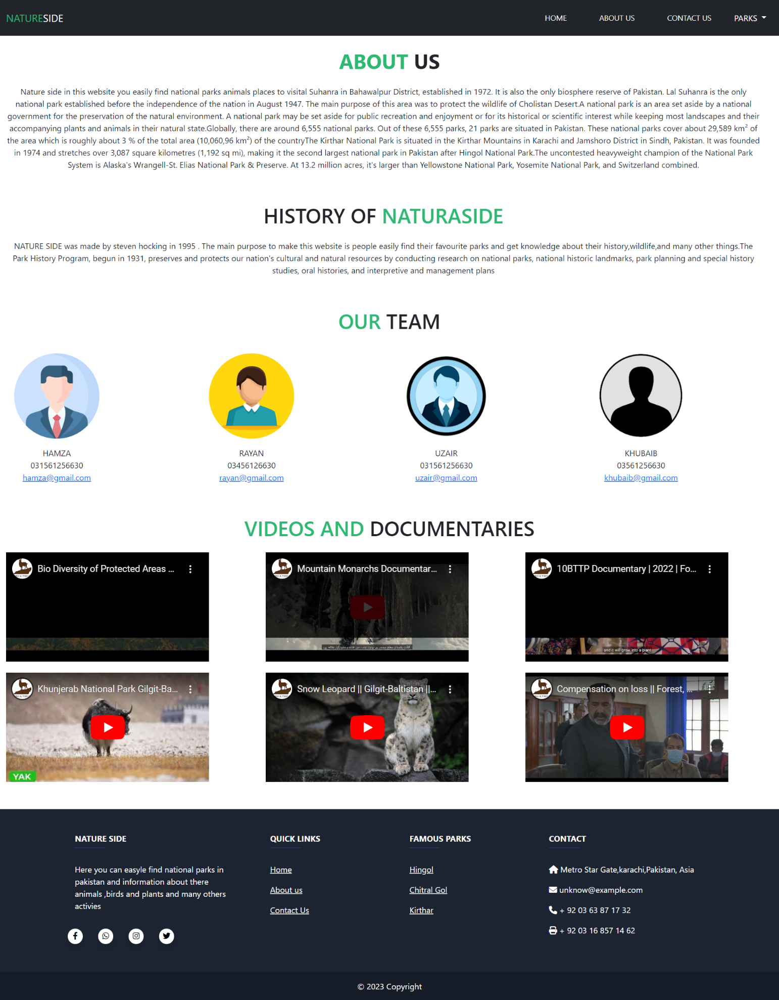 NATURESIDE
HOME
ABOUT US
CONTACT US
PARKS
ABOUT US
Nature side in this website you easily find national parks animals places to visital Suhanra in Bahawalpur District, established in 1972. It is also the only biosphere reserve of Pakistan. Lal Suhanra is the only
national park established before the independence of the nation in August 1947. The main purpose of this area was to protect the wildlife of Cholistan Desert.A national park is an area set aside by a national
government for the preservation of the natural environment. A national park may be set aside for public recreation and enjoyment or for its historical or scientific interest while keeping most landscapes and their
accompanying plants and animals in their natural state.Globally, there are around 6,555 national parks. Out of these 6,555 parks, 21 parks are situated in Pakistan. These national parks cover about 29,589 km² of
the area which is roughly about 3 % of the total area (10,060,96 km²) of the countryThe Kirthar National Park is situated in the Kirthar Mountains in Karachi and Jamshoro District in Sindh, Pakistan. It was founded
in 1974 and stretches over 3,087 square kilometres (1,192 sq mi), making it the second largest national park in Pakistan after Hingol National Park.The uncontested heavyweight champion of the National Park
System is Alaska's Wrangell-St. Elias National Park & Preserve. At 13.2 million acres, it's larger than Yellowstone National Park, Yosemite National Park, and Switzerland combined.
HISTORY OF NATURASIDE
NATURE SIDE was made by steven hocking in 1995 . The main purpose to make this website is people easily find their favourite parks and get knowledge about their history,wildlife,and many other things.The
Park History Program, begun in 1931, preserves and protects our nation's cultural and natural resources by conducting research on national parks, national historic landmarks, park planning and special history
studies, oral histories, and interpretive and management plans
OUR TEAM
HAMZA
031561256630
hamza@gmail.com
RAYAN
03456126630
rayan@gmail.com
UZAIR
031561256630
uzair@gmail.com
KHUBAIB
03561256630
khubaib@gmail.com
VIDEOS AND DOCUMENTARIES
Bio Diversity of Protected Areas ...
Mountain Monarchs Documentar...
گلگت بلتستان سطح سمندر سے نہایت بلند ، دور افتادہ و دشوارگزار علاقہ ہے۔
10BTTP Documentary | 2022 | Fo...
and it will grow into a plant
Khunjerab National Park Gilgit-Ba...
YAK
Snow Leopard || Gilgit-Baltistan ||...
Compensation on loss || Forest, ...
NATURE SIDE
Here you can easyle find national parks in
pakistan and information about there
animals ,birds and plants and many others
activies
QUICK LINKS
Home
About us
Contact Us
FAMOUS PARKS
Hingol
Chitral Gol
Kirthar
CONTACT
Metro Star Gate,karachi,Pakistan, Asia
unknow@example.com
+ 92 03 63 87 17 32
+ 92 03 16 857 14 62
© 2023 Copyright